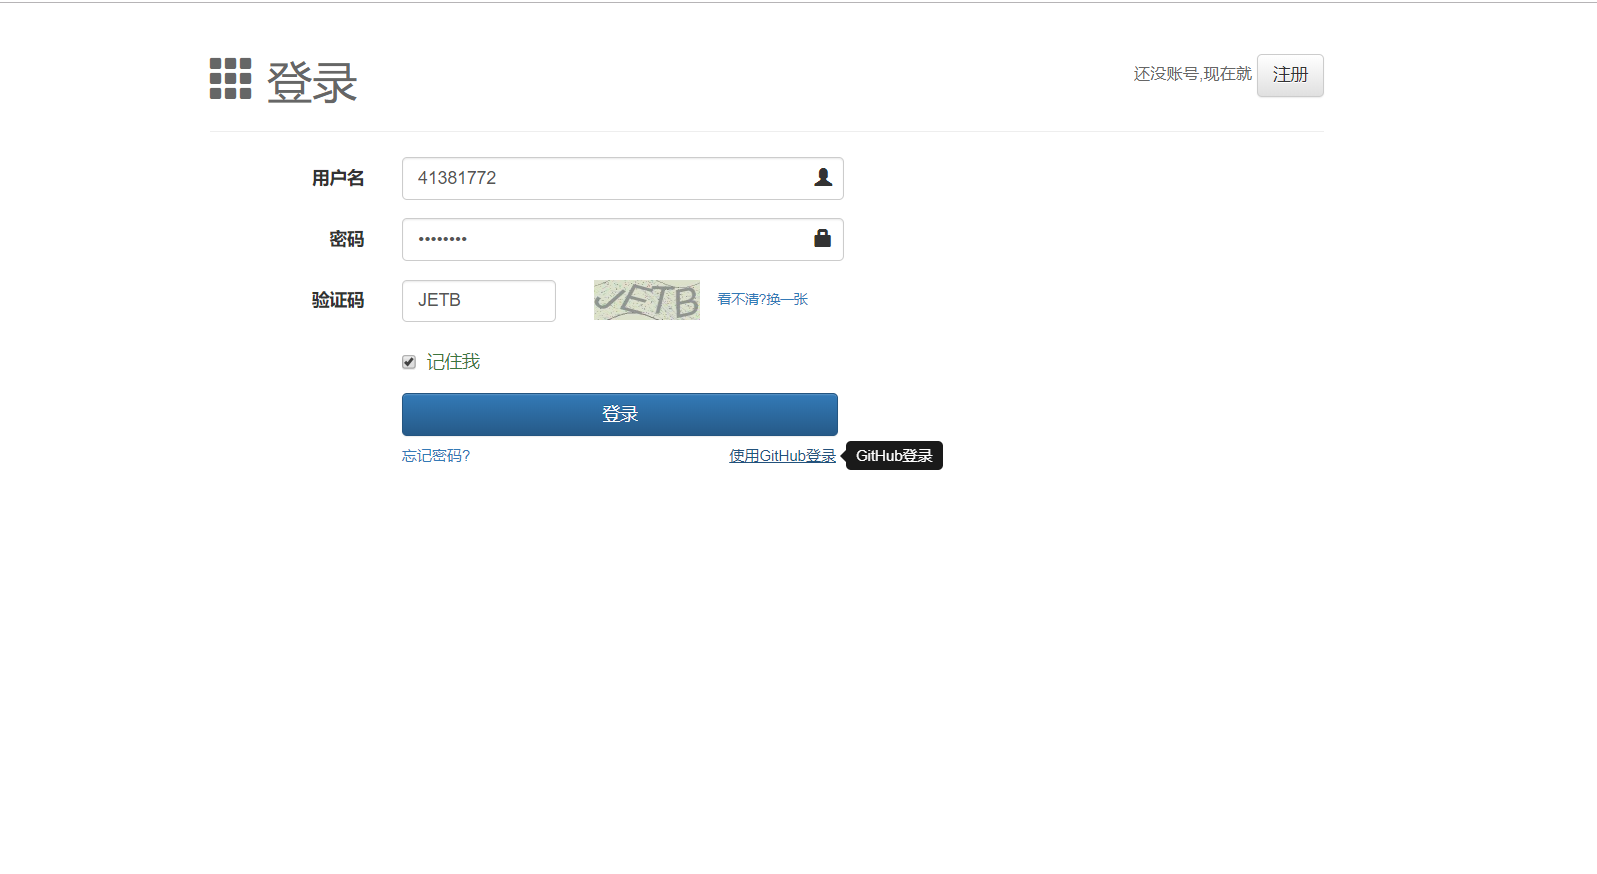 登录
还没账号,现在就 注册
用户名 41381772
密码 ••••••••
验证码 JETB JETB 看不清?换一张
记住我
登录
忘记密码? 使用GitHub登录 GitHub登录